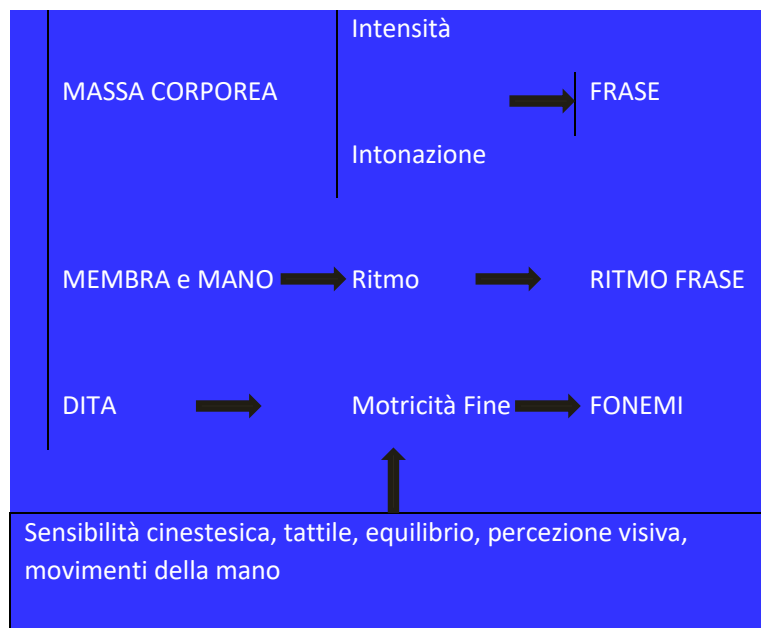 Intensità
MASSA CORPOREA
FRASE
Intonazione
MEMBRA e MANO
Ritmo
RITMO FRASE
DITA
Motricità Fine
FONEMI
Sensibilità cinestesica, tattile, equilibrio, percezione visiva,
movimenti della mano